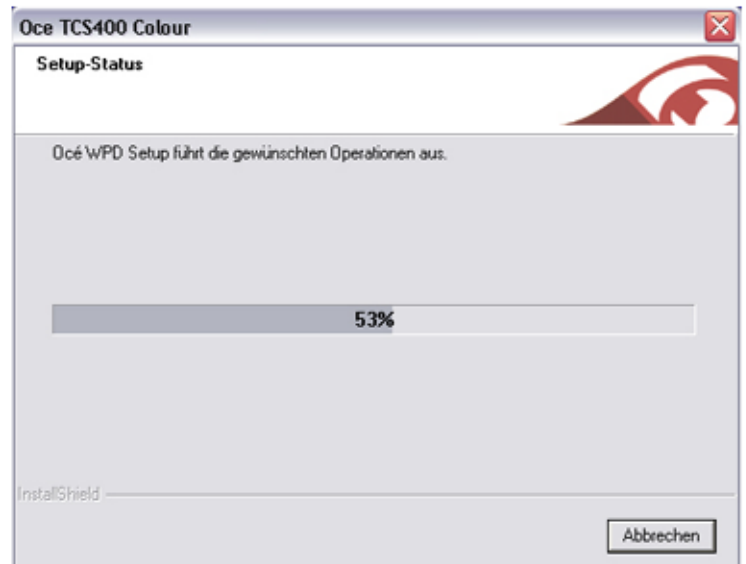 Oce TCS400 Colour
Setup-Status
Océ WPD Setup führt die gewünschten Operationen aus.
53%
InstallShield
Abbrechen